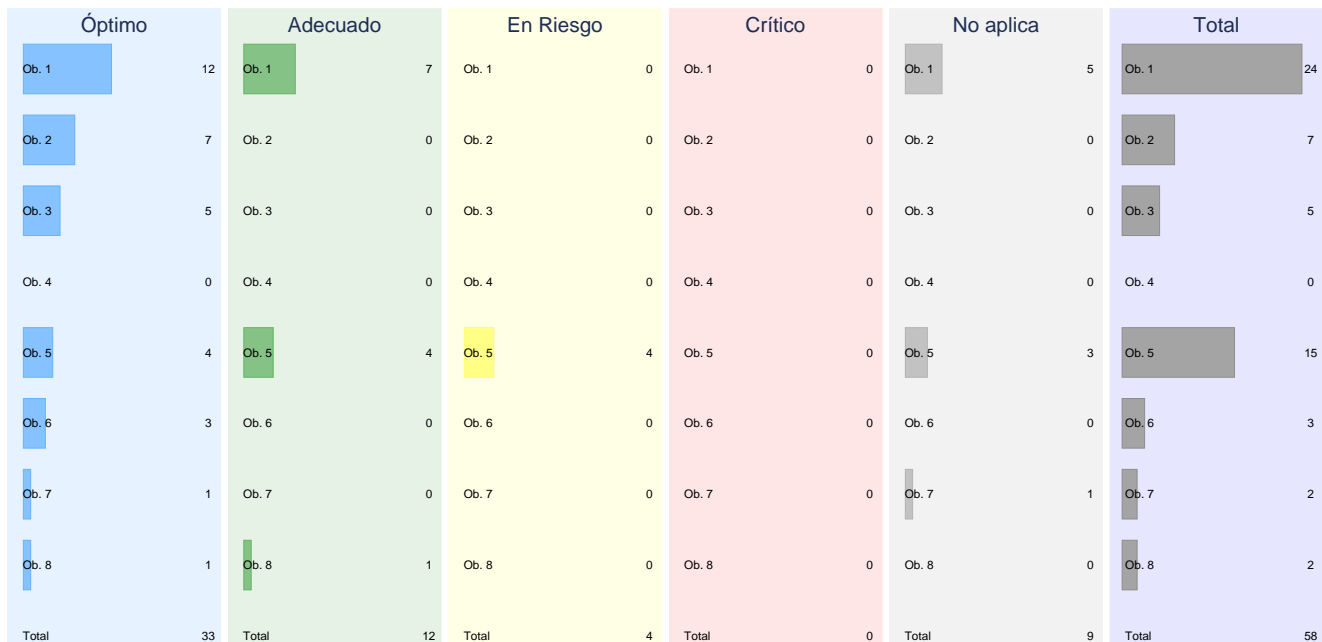 Óptimo Adecuado En Riesgo Crítico No aplica Total
Ob. 1 12 Ob. 1 7 Ob. 1 0 Ob. 1 0 Ob. 1 5 Ob. 1 24
Ob. 2 7 Ob. 2 0 Ob. 2 0 Ob. 2 0 Ob. 2 0 Ob. 2 7
Ob. 3 5 Ob. 3 0 Ob. 3 0 Ob. 3 0 Ob. 3 0 Ob. 3 5
Ob. 4 0 Ob. 4 0 Ob. 4 0 Ob. 4 0 Ob. 4 0 Ob. 4 0
Ob. 5 4 Ob. 5 4 Ob. 5 4 Ob. 5 0 Ob. 5 3 Ob. 5 15
Ob. 6 3 Ob. 6 0 Ob. 6 0 Ob. 6 0 Ob. 6 0 Ob. 6 3
Ob. 7 1 Ob. 7 0 Ob. 7 0 Ob. 7 0 Ob. 7 1 Ob. 7 2
Ob. 8 1 Ob. 8 1 Ob. 8 0 Ob. 8 0 Ob. 8 0 Ob. 8 2
Total 33 Total 12 Total 4 Total 0 Total 9 Total 58